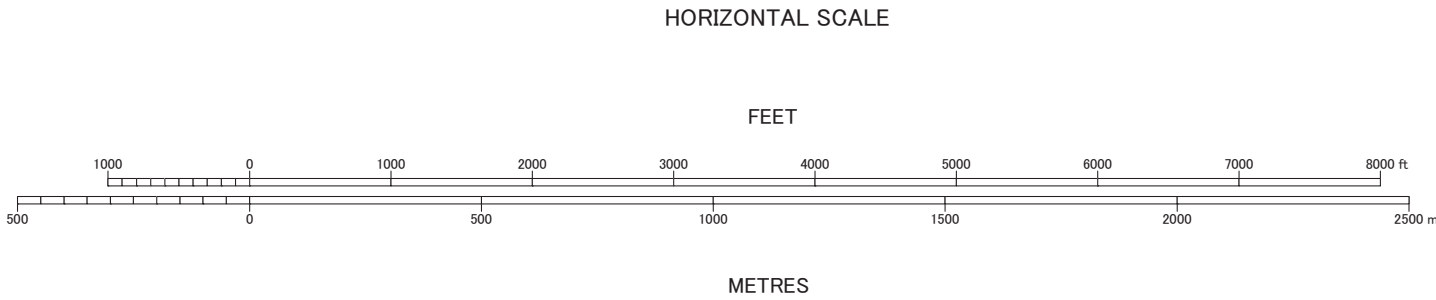 HORIZONTAL SCALE
FEET
1000 0 1000 2000 3000 4000 5000 6000 7000 8000 ft
500 0 500 1000 1500 2000 2500 m
METRES